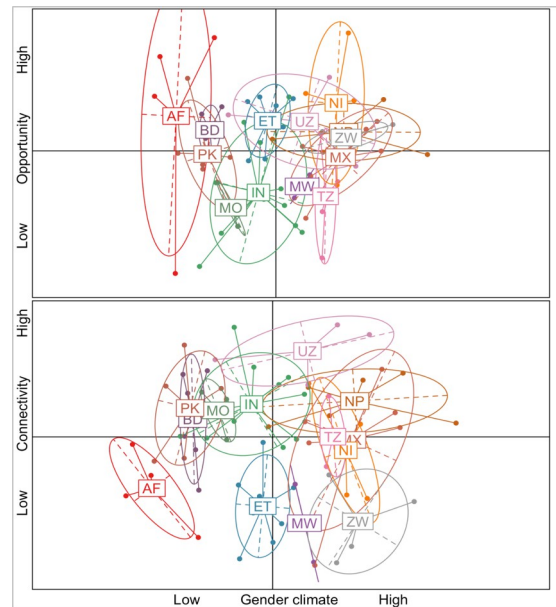 High
Opportunity
Low
AF
BD
PK
MO
IN
ET
UZ
NI
ZW
MX
MW
TZ
High
Connectivity
Low
UZ
PK
BD
MO
IN
NP
TZ
MX
NI
AF
ET
MW
ZW
Low Gender climate High